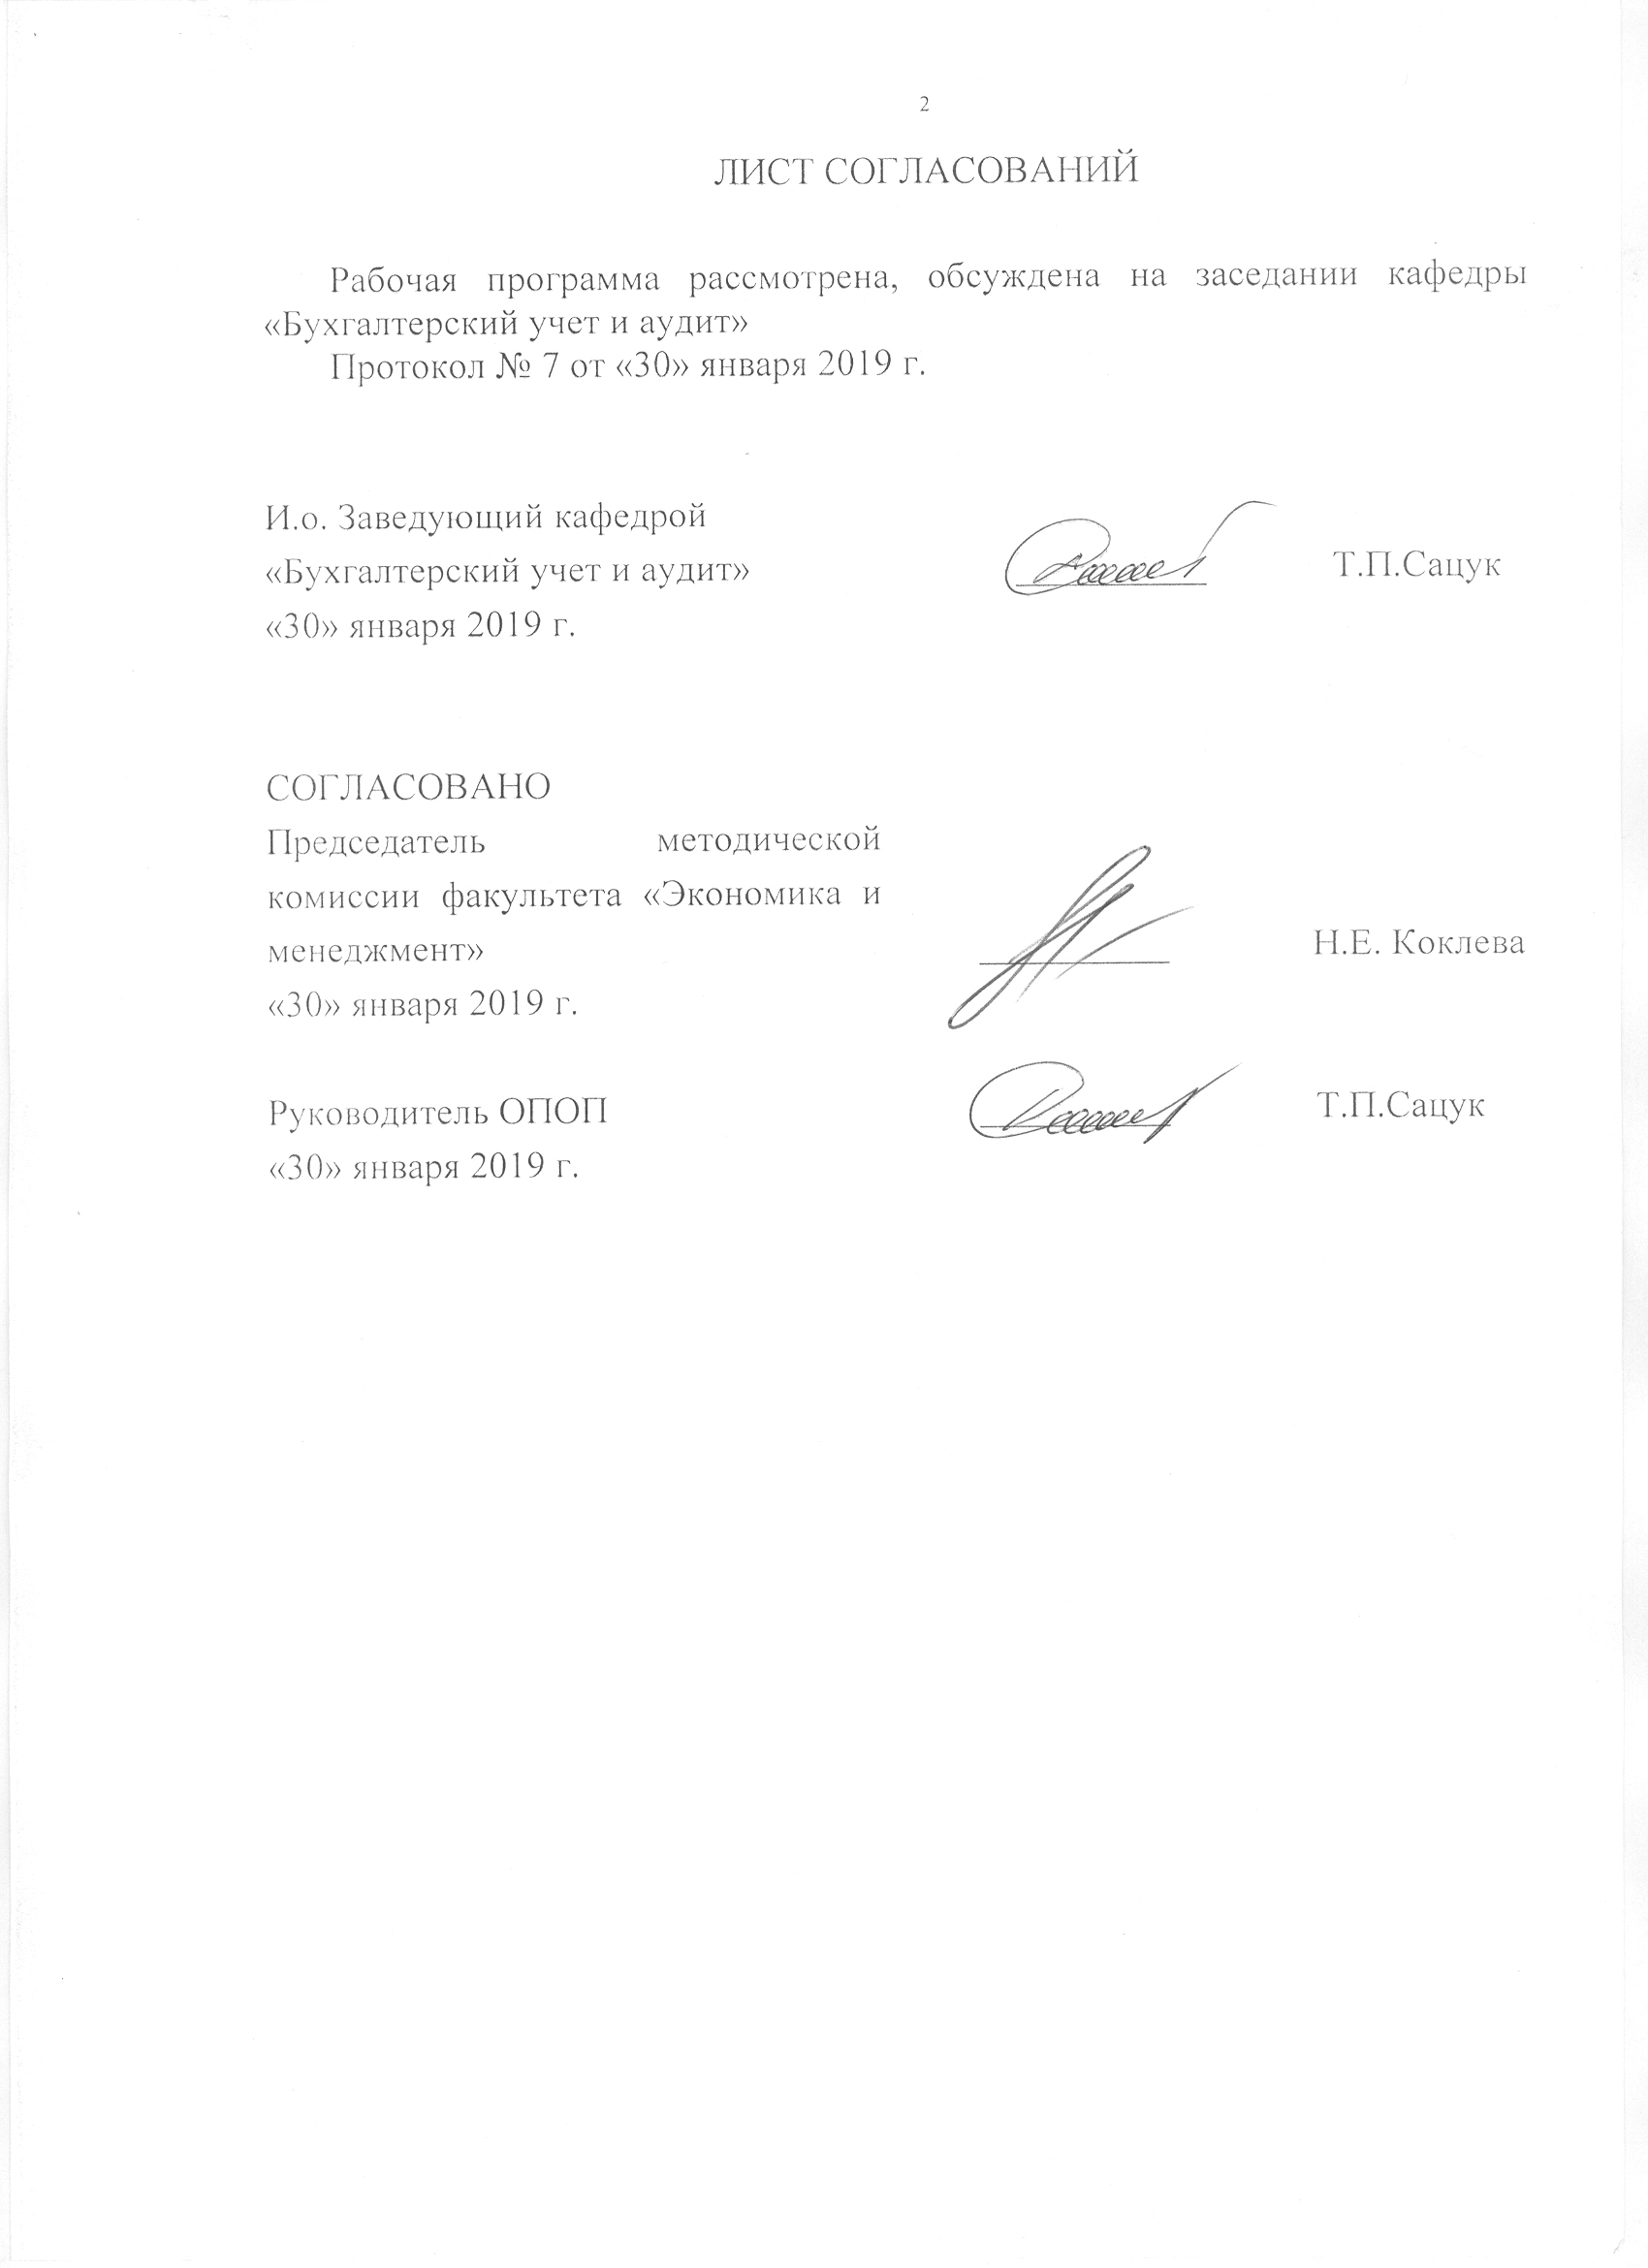 2
ЛИСТ СОГЛАСОВАНИЙ
Рабочая программа рассмотрена, обсуждена на заседании кафедры
«Бухгалтерский учет и аудит»
Протокол № 7 от «30» января 2019 г.
И.о. Заведующий кафедрой
«Бухгалтерский учет и аудит» Т.П.Сацук
«30» января 2019 г.
СОГЛАСОВАНО
Председатель методической
комиссии факультета «Экономика и
менеджмент» Н.Е. Коклева
«30» января 2019 г.
Руководитель ОПОП Т.П.Сацук
«30» января 2019 г.